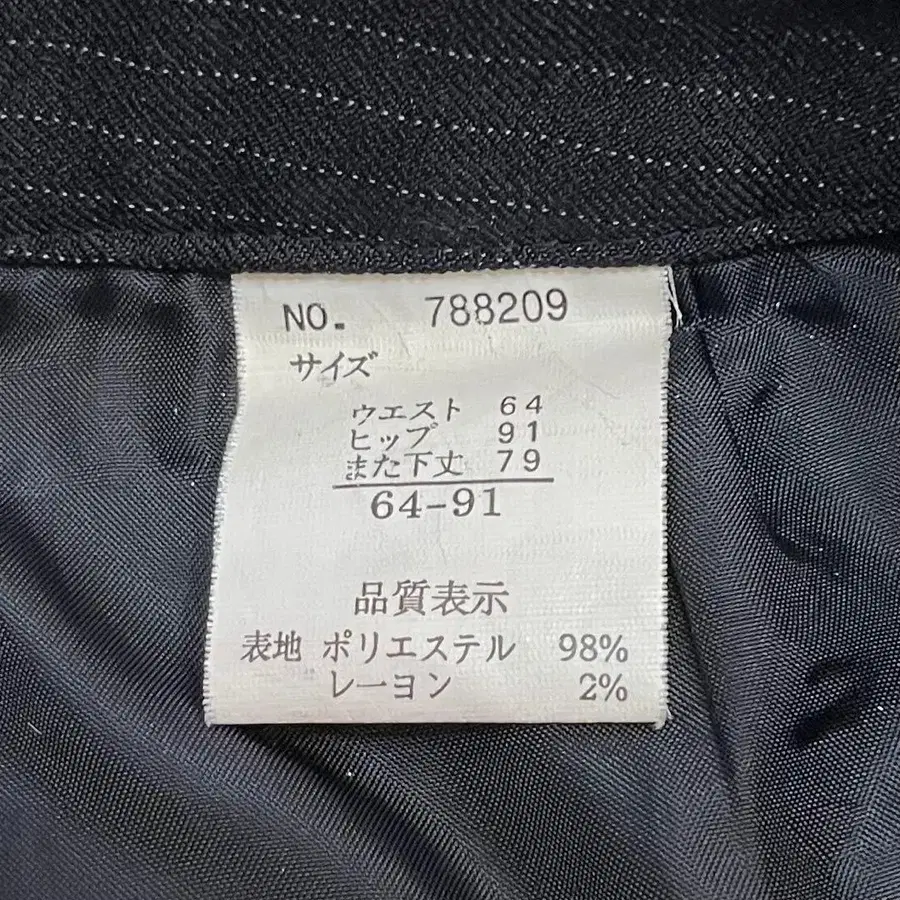 NO. 788209
サイズ
ウエスト 64
ヒップ 91
また下丈 79
64-91
品質表示
表地 ポリエステル 98%
レーヨン 2%